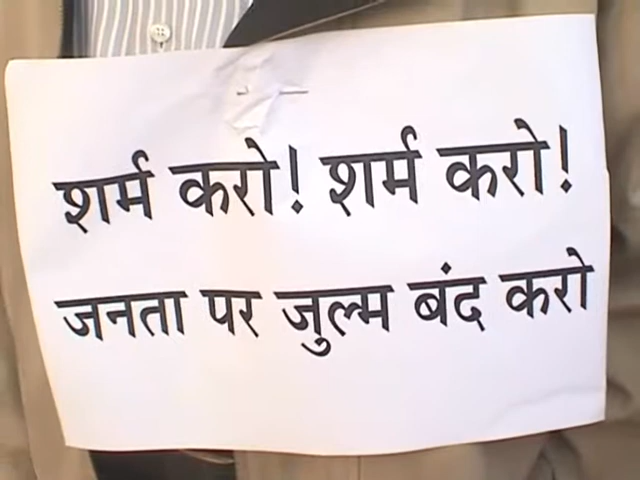 शर्म करो! शर्म करो!
जनता पर जुल्म बंद करो